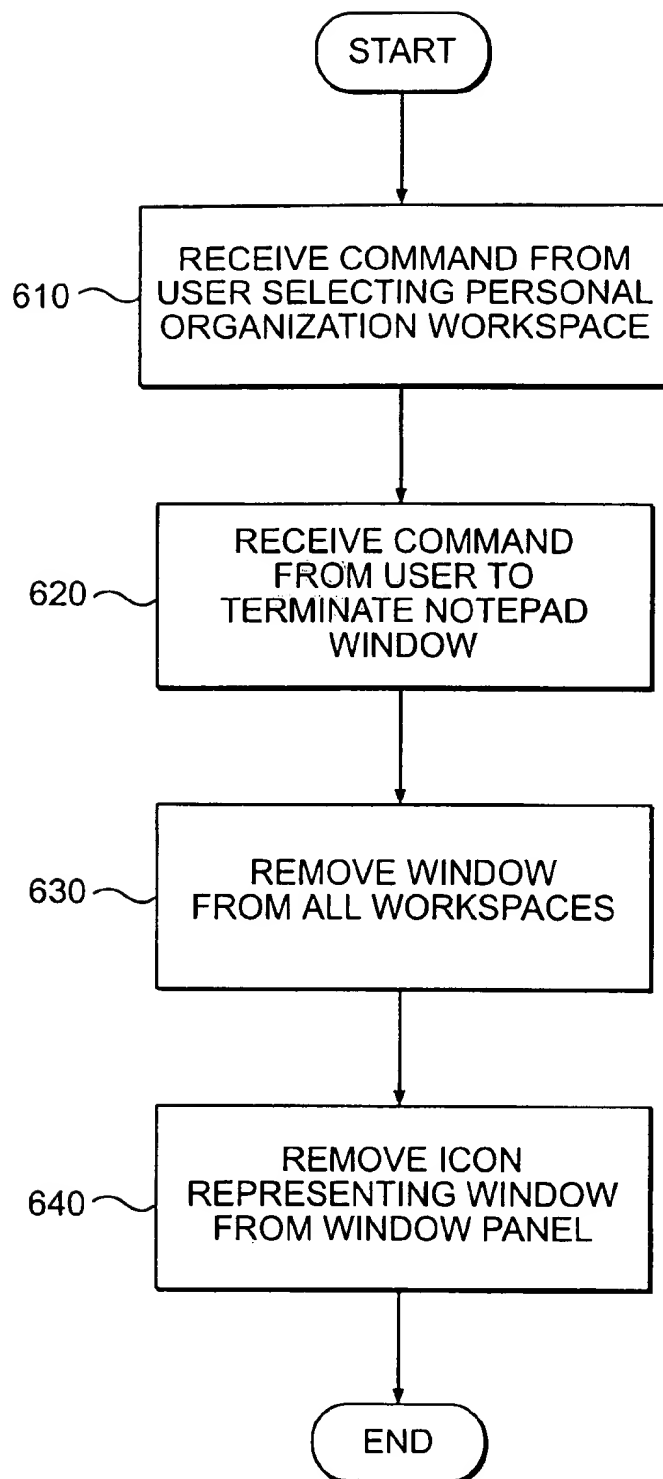 START
610
RECEIVE COMMAND FROM
USER SELECTING PERSONAL
ORGANIZATION WORKSPACE
620
RECEIVE COMMAND
FROM USER TO
TERMINATE NOTEPAD
WINDOW
630
REMOVE WINDOW
FROM ALL WORKSPACES
640
REMOVE ICON
REPRESENTING WINDOW
FROM WINDOW PANEL
END